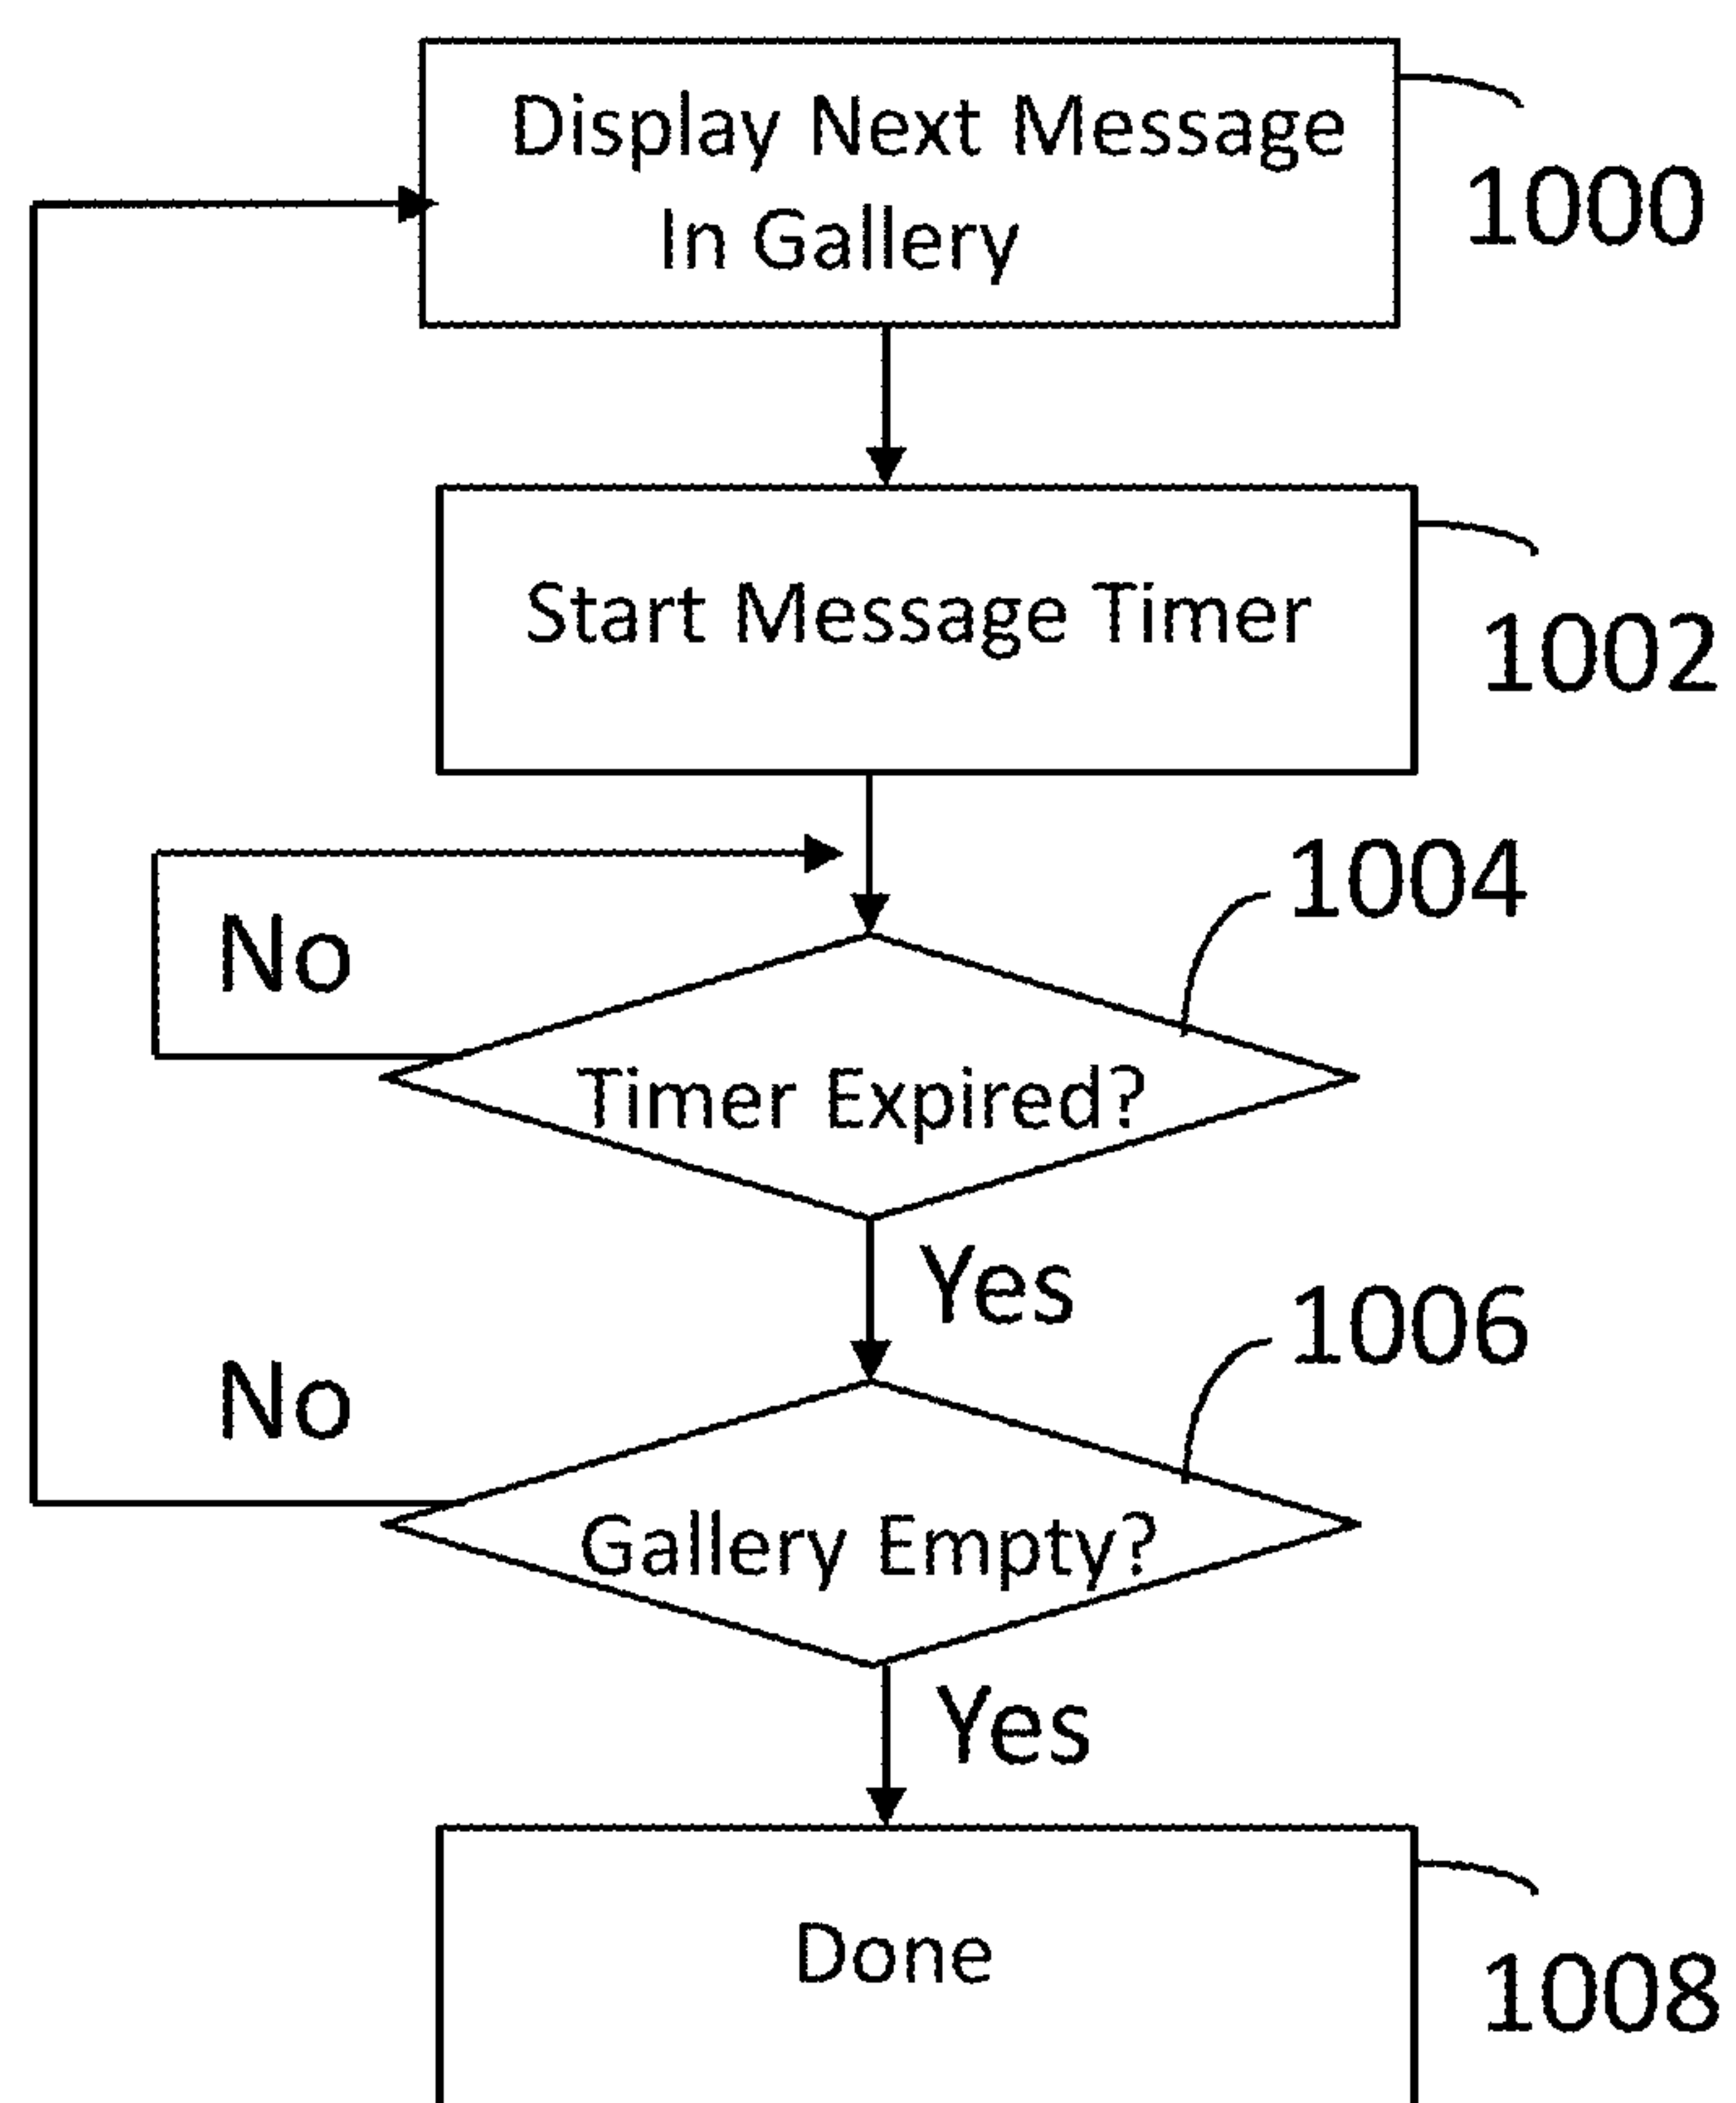 Display Next Message
In Gallery
1000
Start Message Timer
1002
1004
No
Timer Expired?
Yes
1006
No
Gallery Empty?
Yes
Done
1008